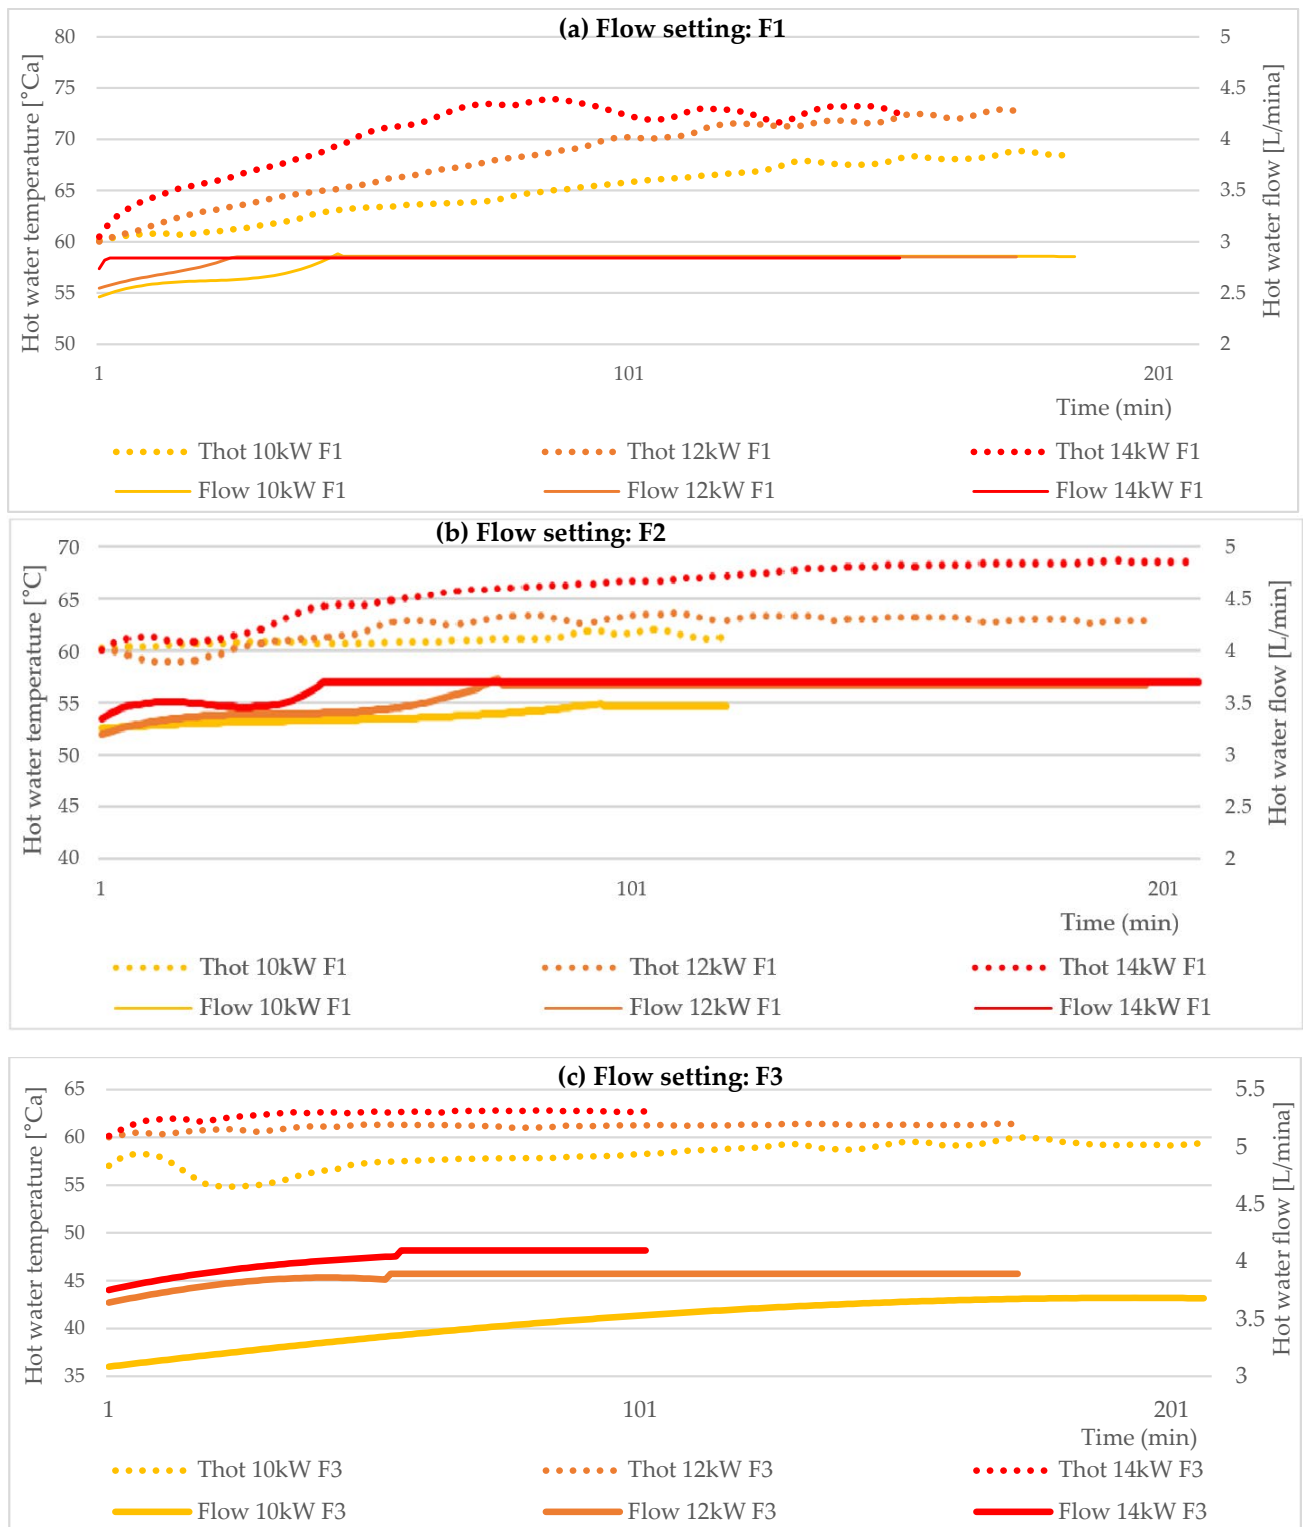 (a) Flow setting: F1
Hot water temperature [°Ca]
80
75
70
65
60
55
50
5
4.5
4
3.5
3
2.5
2
Hot water flow [L/mina]
1
101
201
Time (min)
Thot 10kW F1
Thot 12kW F1
Thot 14kW F1
Flow 10kW F1
Flow 12kW F1
Flow 14kW F1
(b) Flow setting: F2
Hot water temperature [°C]
70
65
60
55
50
45
40
5
4.5
4
3.5
3
2.5
2
Hot water flow [L/min]
1
101
201
Time (min)
Thot 10kW F1
Thot 12kW F1
Thot 14kW F1
Flow 10kW F1
Flow 12kW F1
Flow 14kW F1
(c) Flow setting: F3
Hot water temperature [°Ca]
65
60
55
50
45
40
35
5.5
5
4.5
4
3.5
3
Hot water flow [L/mina]
1
101
201
Time (min)
Thot 10kW F3
Thot 12kW F3
Thot 14kW F3
Flow 10kW F3
Flow 12kW F3
Flow 14kW F3